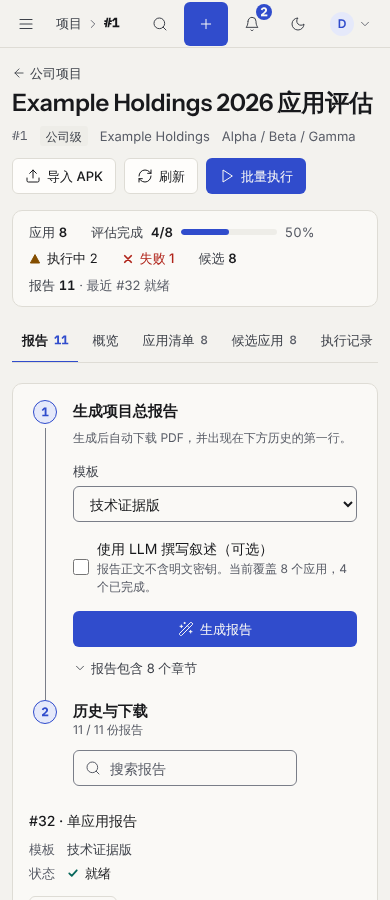 项目 > #1
2
D
← 公司项目
Example Holdings 2026 应用评估
#1 公司级 Example Holdings Alpha / Beta / Gamma
导入 APK 刷新 批量执行
应用 8 评估完成 4/8 50%
执行中 2 失败 1 候选 8
报告 11 · 最近 #32 就绪
报告 11 概览 应用清单 8 候选应用 8 执行记录
1 生成项目总报告
生成后自动下载 PDF，并出现在下方历史的第一行。
模板
技术证据版
使用 LLM 撰写叙述（可选）
报告正文不含明文密钥。当前覆盖 8 个应用，4
个已完成。
生成报告
报告包含 8 个章节
2 历史与下载
11 / 11 份报告
搜索报告
#32 · 单应用报告
模板 技术证据版
状态 就绪